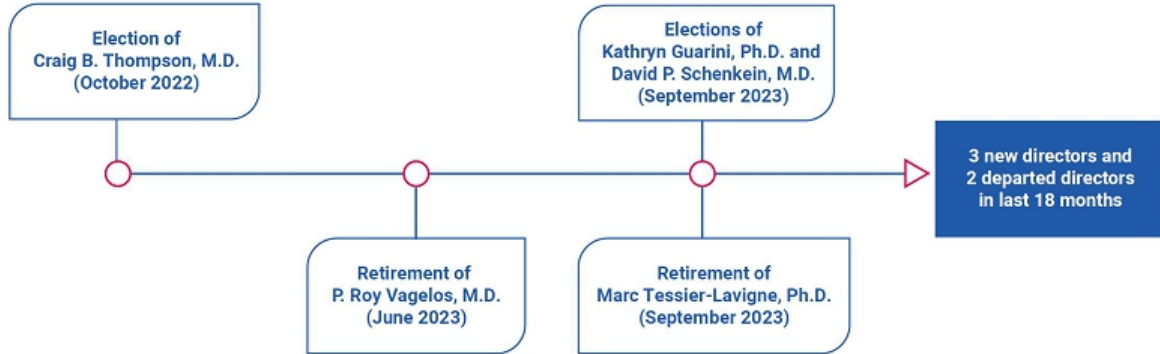 Election of
Craig B. Thompson, M.D.
(October 2022)
Elections of
Kathryn Guarini, Ph.D. and
David P. Schenkein, M.D.
(September 2023)
3 new directors and
2 departed directors
in last 18 months
Retirement of
P. Roy Vagelos, M.D.
(June 2023)
Retirement of
Marc Tessier-Lavigne, Ph.D.
(September 2023)